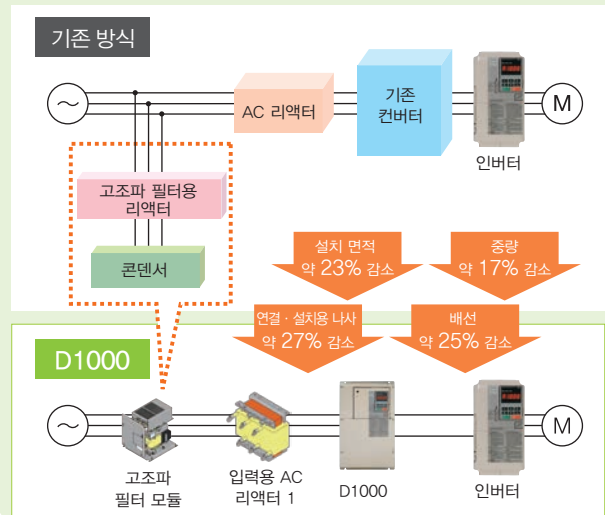 기존 방식
~
AC 리액터
기존
컨버터
인버터
M
고조파 필터용
리액터
콘덴서
설치 면적
약 23% 감소
중량
약 17% 감소
연결·설치용 나사
약 27% 감소
배선
약 25% 감소
D1000
~
고조파
필터 모듈
입력용 AC
리액터 1
D1000
인버터
M